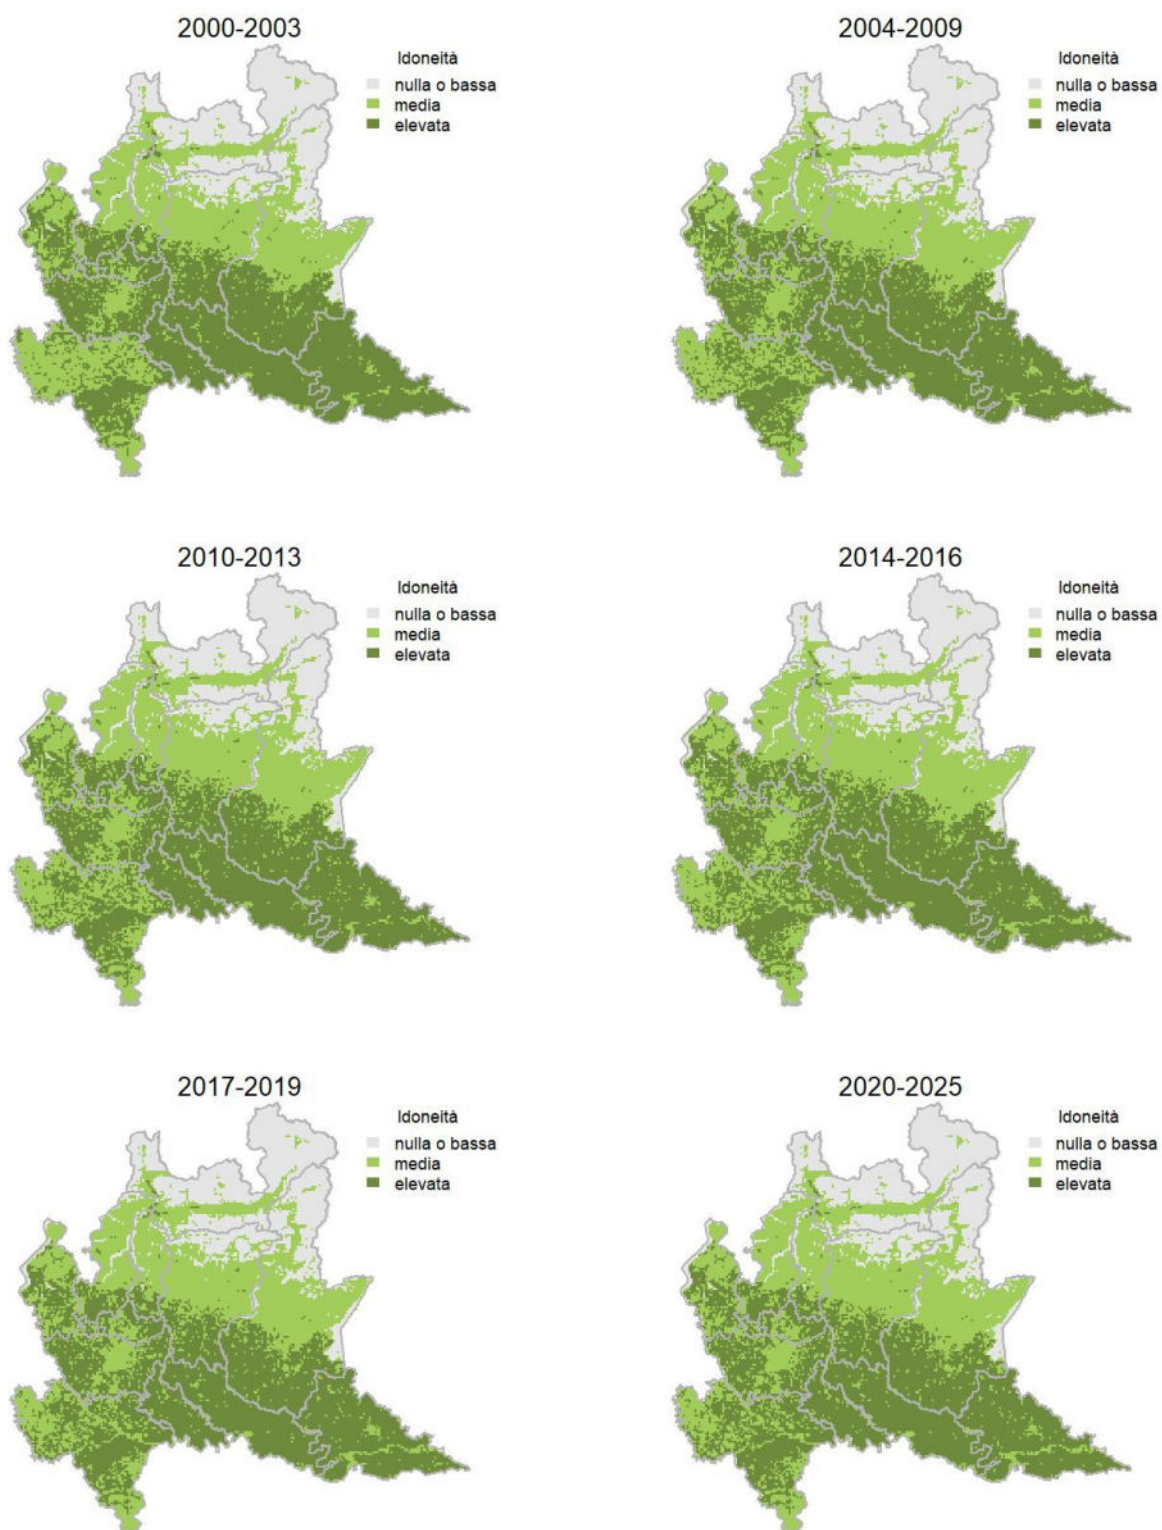 2000-2003
Idoneità
nulla o bassa
media
elevata
2004-2009
Idoneità
nulla o bassa
media
elevata
2010-2013
Idoneità
nulla o bassa
media
elevata
2014-2016
Idoneità
nulla o bassa
media
elevata
2017-2019
Idoneità
nulla o bassa
media
elevata
2020-2025
Idoneità
nulla o bassa
media
elevata